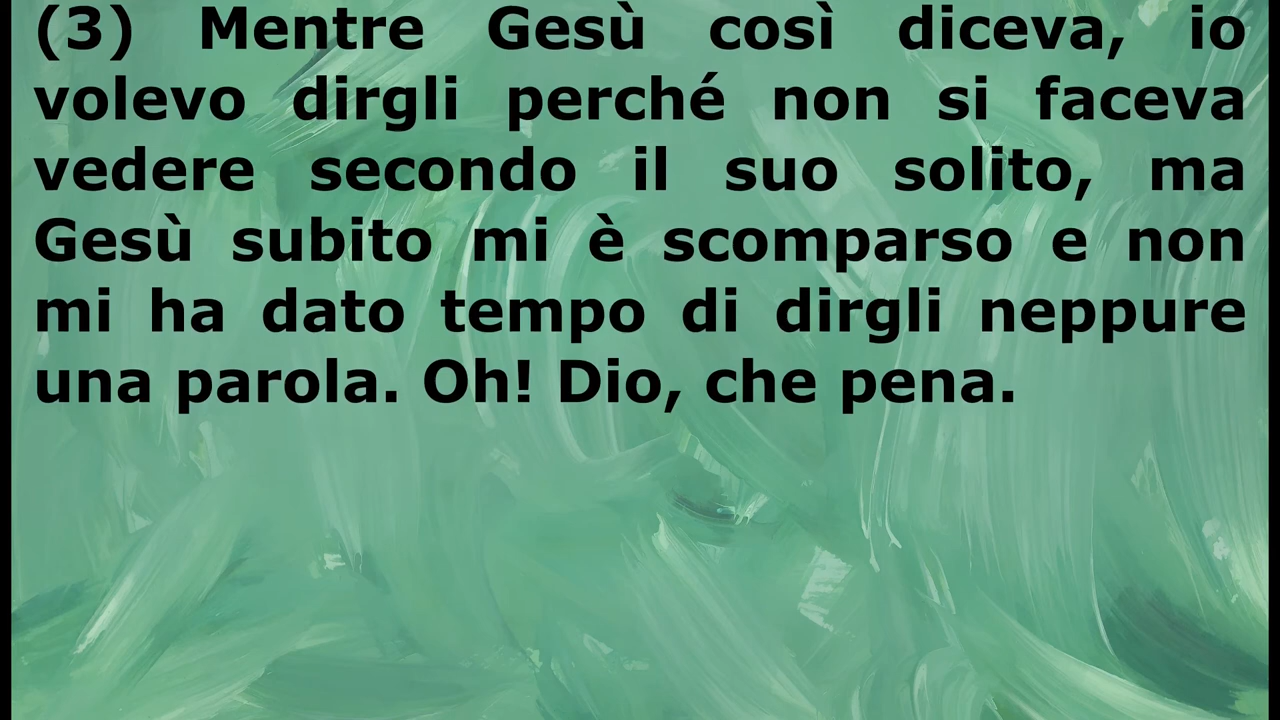 (3) Mentre Gesù così diceva, io
volevo dirgli perché non si faceva
vedere secondo il suo solito, ma
Gesù subito mi è scomparso e non
mi ha dato tempo di dirgli neppure
una parola. Oh! Dio, che pena.